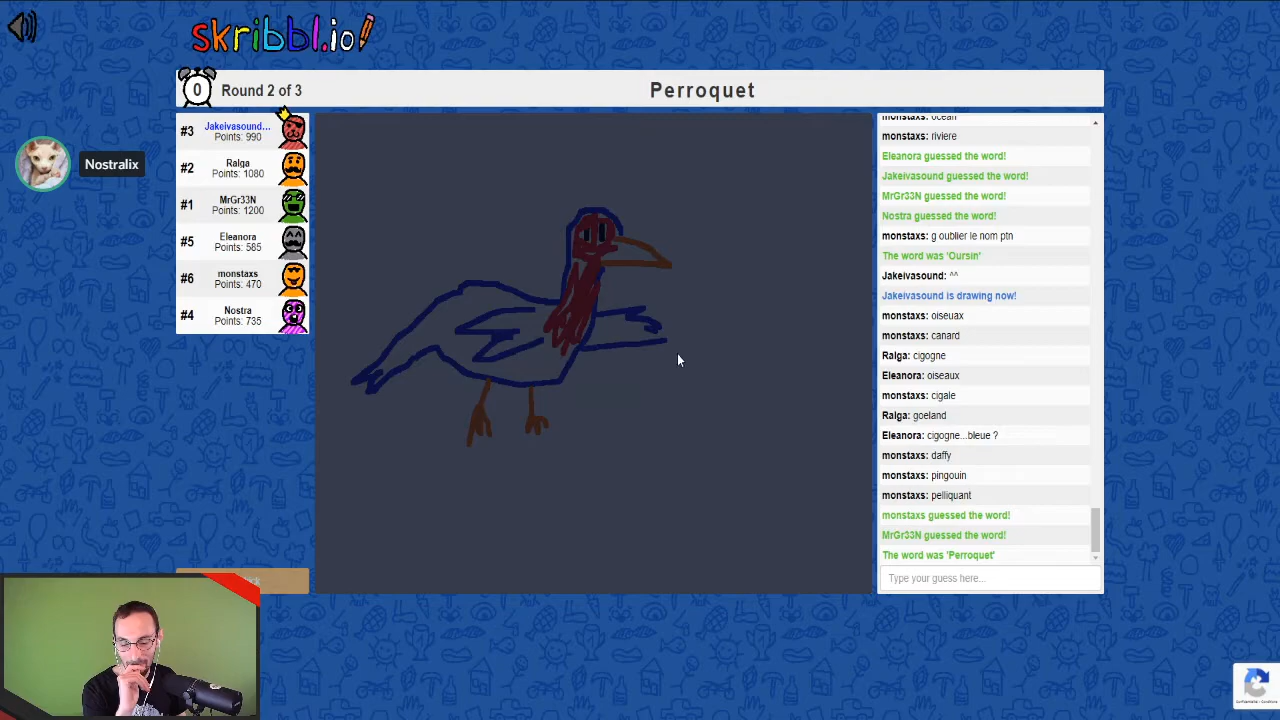 skribbl.io
0
Round 2 of 3
Perroquet
Nostralix
#3
Jakeivasound...
Points: 990
#2
Ralga
Points: 1080
#1
MrGr33N
Points: 1200
#5
Eleanora
Points: 585
#6
monstaxs
Points: 470
#4
Nostra
Points: 735
monstaxs: ocean
monstaxs: riviere
Eleanora guessed the word!
Jakeivasound guessed the word!
MrGr33N guessed the word!
Nostra guessed the word!
monstaxs: g oublier le nom ptn
The word was 'Oursin'
Jakeivasound: ^^
Jakeivasound is drawing now!
monstaxs: oiseuax
monstaxs: canard
Ralga: cigogne
Eleanora: oiseaux
monstaxs: cigale
Ralga: goeland
Eleanora: cigogne...bleue ?
monstaxs: daffy
monstaxs: pingouin
monstaxs: pelliquant
monstaxs guessed the word!
MrGr33N guessed the word!
The word was 'Perroquet'
Type your guess here...